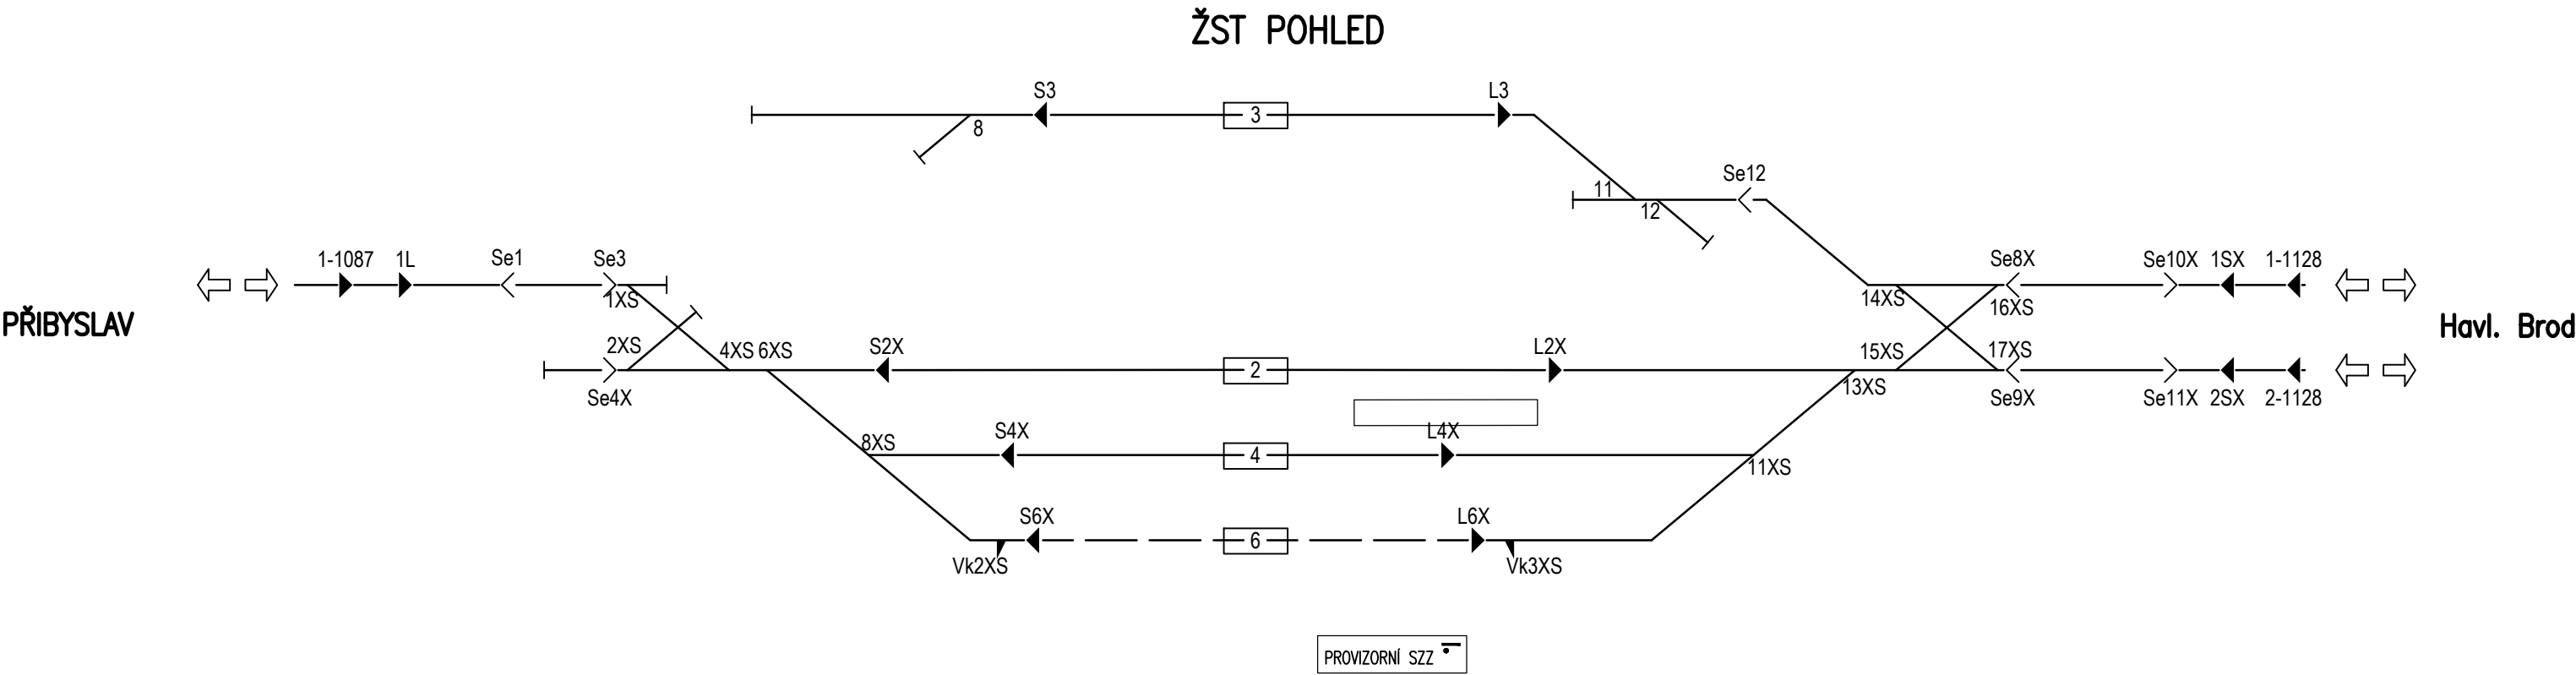 ŽST POHLED
S3
3
L3
8
Se12
11
12
1-1087
1L
Se1
Se3
Se8X
Se10X
1SX
1-1128
1XS
14XS
16XS
PŘIBYSLAV
Havl. Brod
2XS
4XS
6XS
S2X
2
L2X
15XS
17XS
Se4X
13XS
Se9X
Se11X
2SX
2-1128
8XS
S4X
4
L4X
11XS
S6X
6
L6X
Vk2XS
Vk3XS
PROVIZORNÍ SZZ